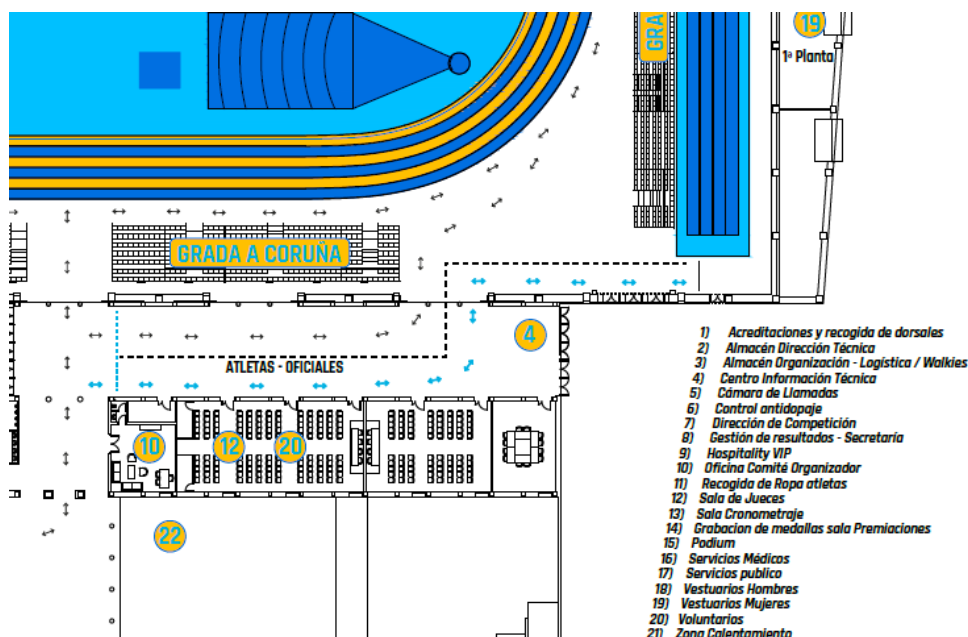 GRA
19
1ª Planta
GRADA A CORUÑA
4
ATLETAS - OFICIALES
10
12
20
22
1) Acreditaciones y recogida de dorsales
2) Almacén Dirección Técnica
3) Almacén Organización - Logística / Walkies
4) Centro Información Técnica
5) Cámara de Llamadas
6) Control antidopaje
7) Dirección de Competición
8) Gestión de resultados - Secretaría
9) Hospitality VIP
10) Oficina Comité Organizador
11) Recogida de Ropa atletas
12) Sala de Jueces
13) Sala Cronometraje
14) Grabacion de medallas sala Premiaciones
15) Podium
16) Servicios Médicos
17) Servicios publico
18) Vestuarios Hombres
19) Vestuarios Mujeres
20) Voluntarios
21) Zona Calentamiento